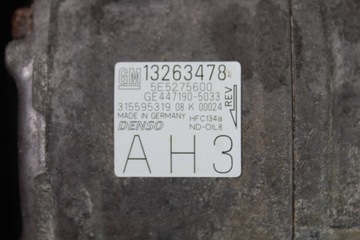 GM 13263478
5E5275600
GE447190-5033
315595319 08 K 00024
MADE IN GERMANY HFC134a
DENSO ND-OIL8
REV
AH3